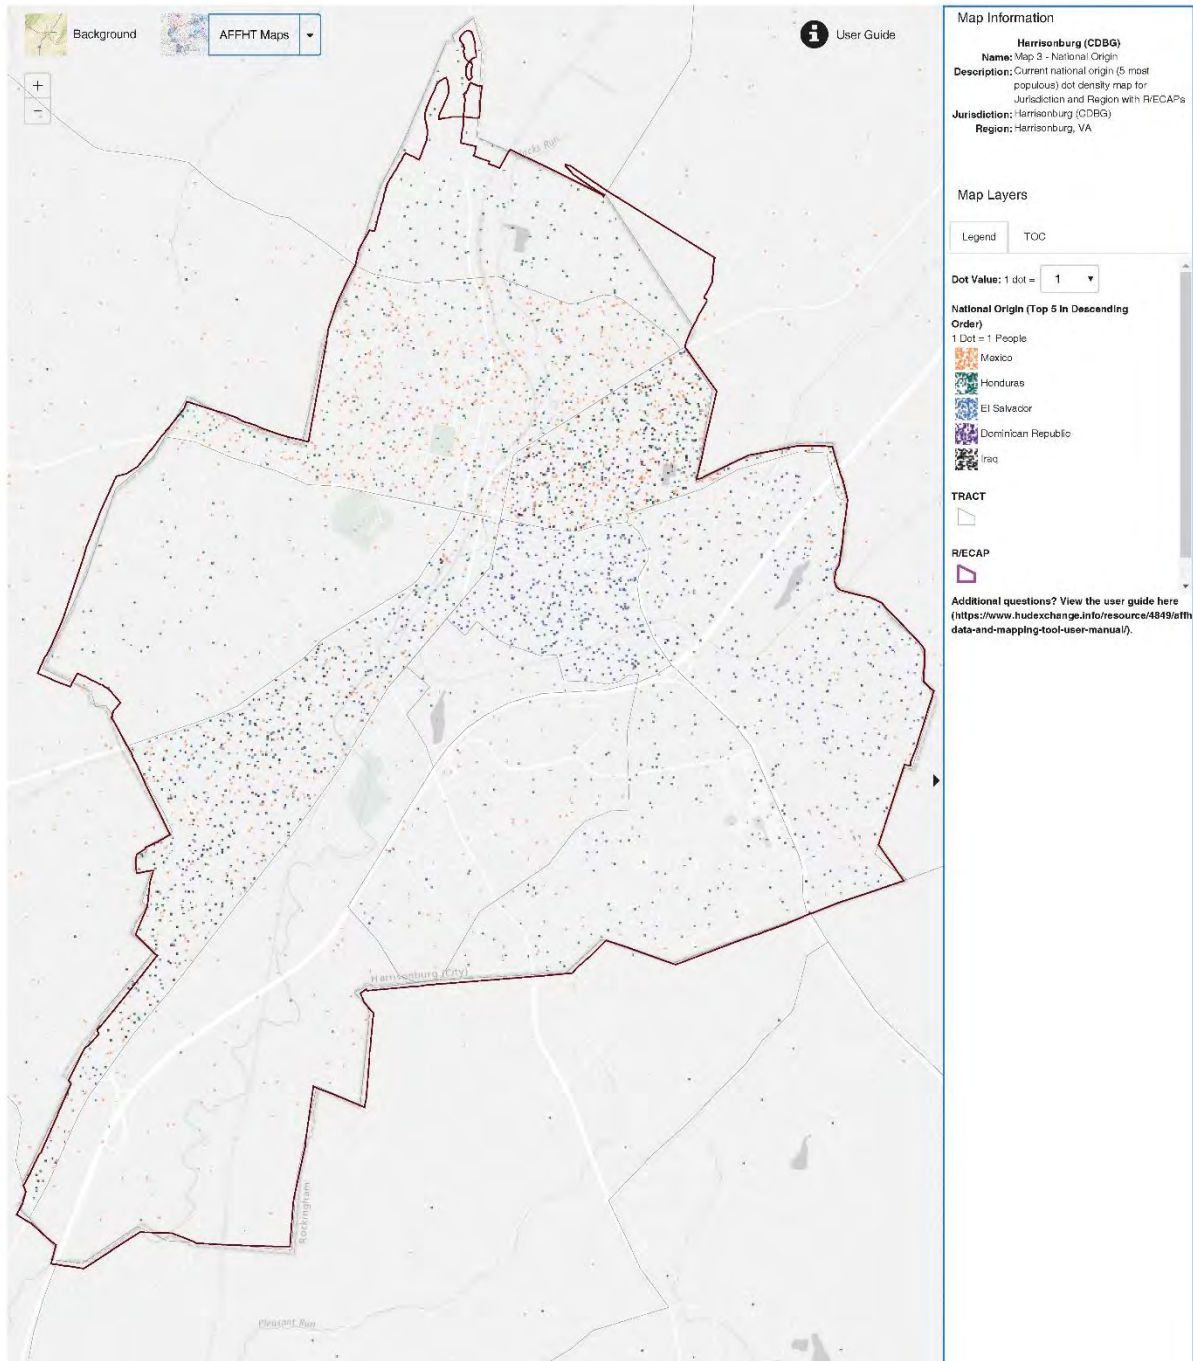 Background
AFFHT Maps
User Guide
+
−
Run
Harrisonburg (City)
Rockingham
Pleasant Run
Map Information
Harrisonburg (CDBG)
Name: Map 3 - National Origin
Description: Current national origin (5 most
populous) dot density map for
Jurisdiction and Region with R/ECAPs
Jurisdiction: Harrisonburg (CDBG)
Region: Harrisonburg, VA
Map Layers
Legend TOC
Dot Value: 1 dot = 1
National Origin (Top 5 in Descending
Order)
1 Dot = 1 People
Mexico
Honduras
El Salvador
Dominican Republic
Iraq
TRACT
R/ECAP
Additional questions? View the user guide here
(https://www.hudexchange.info/resource/4849/affh
data-and-mapping-tool-user-manual/).